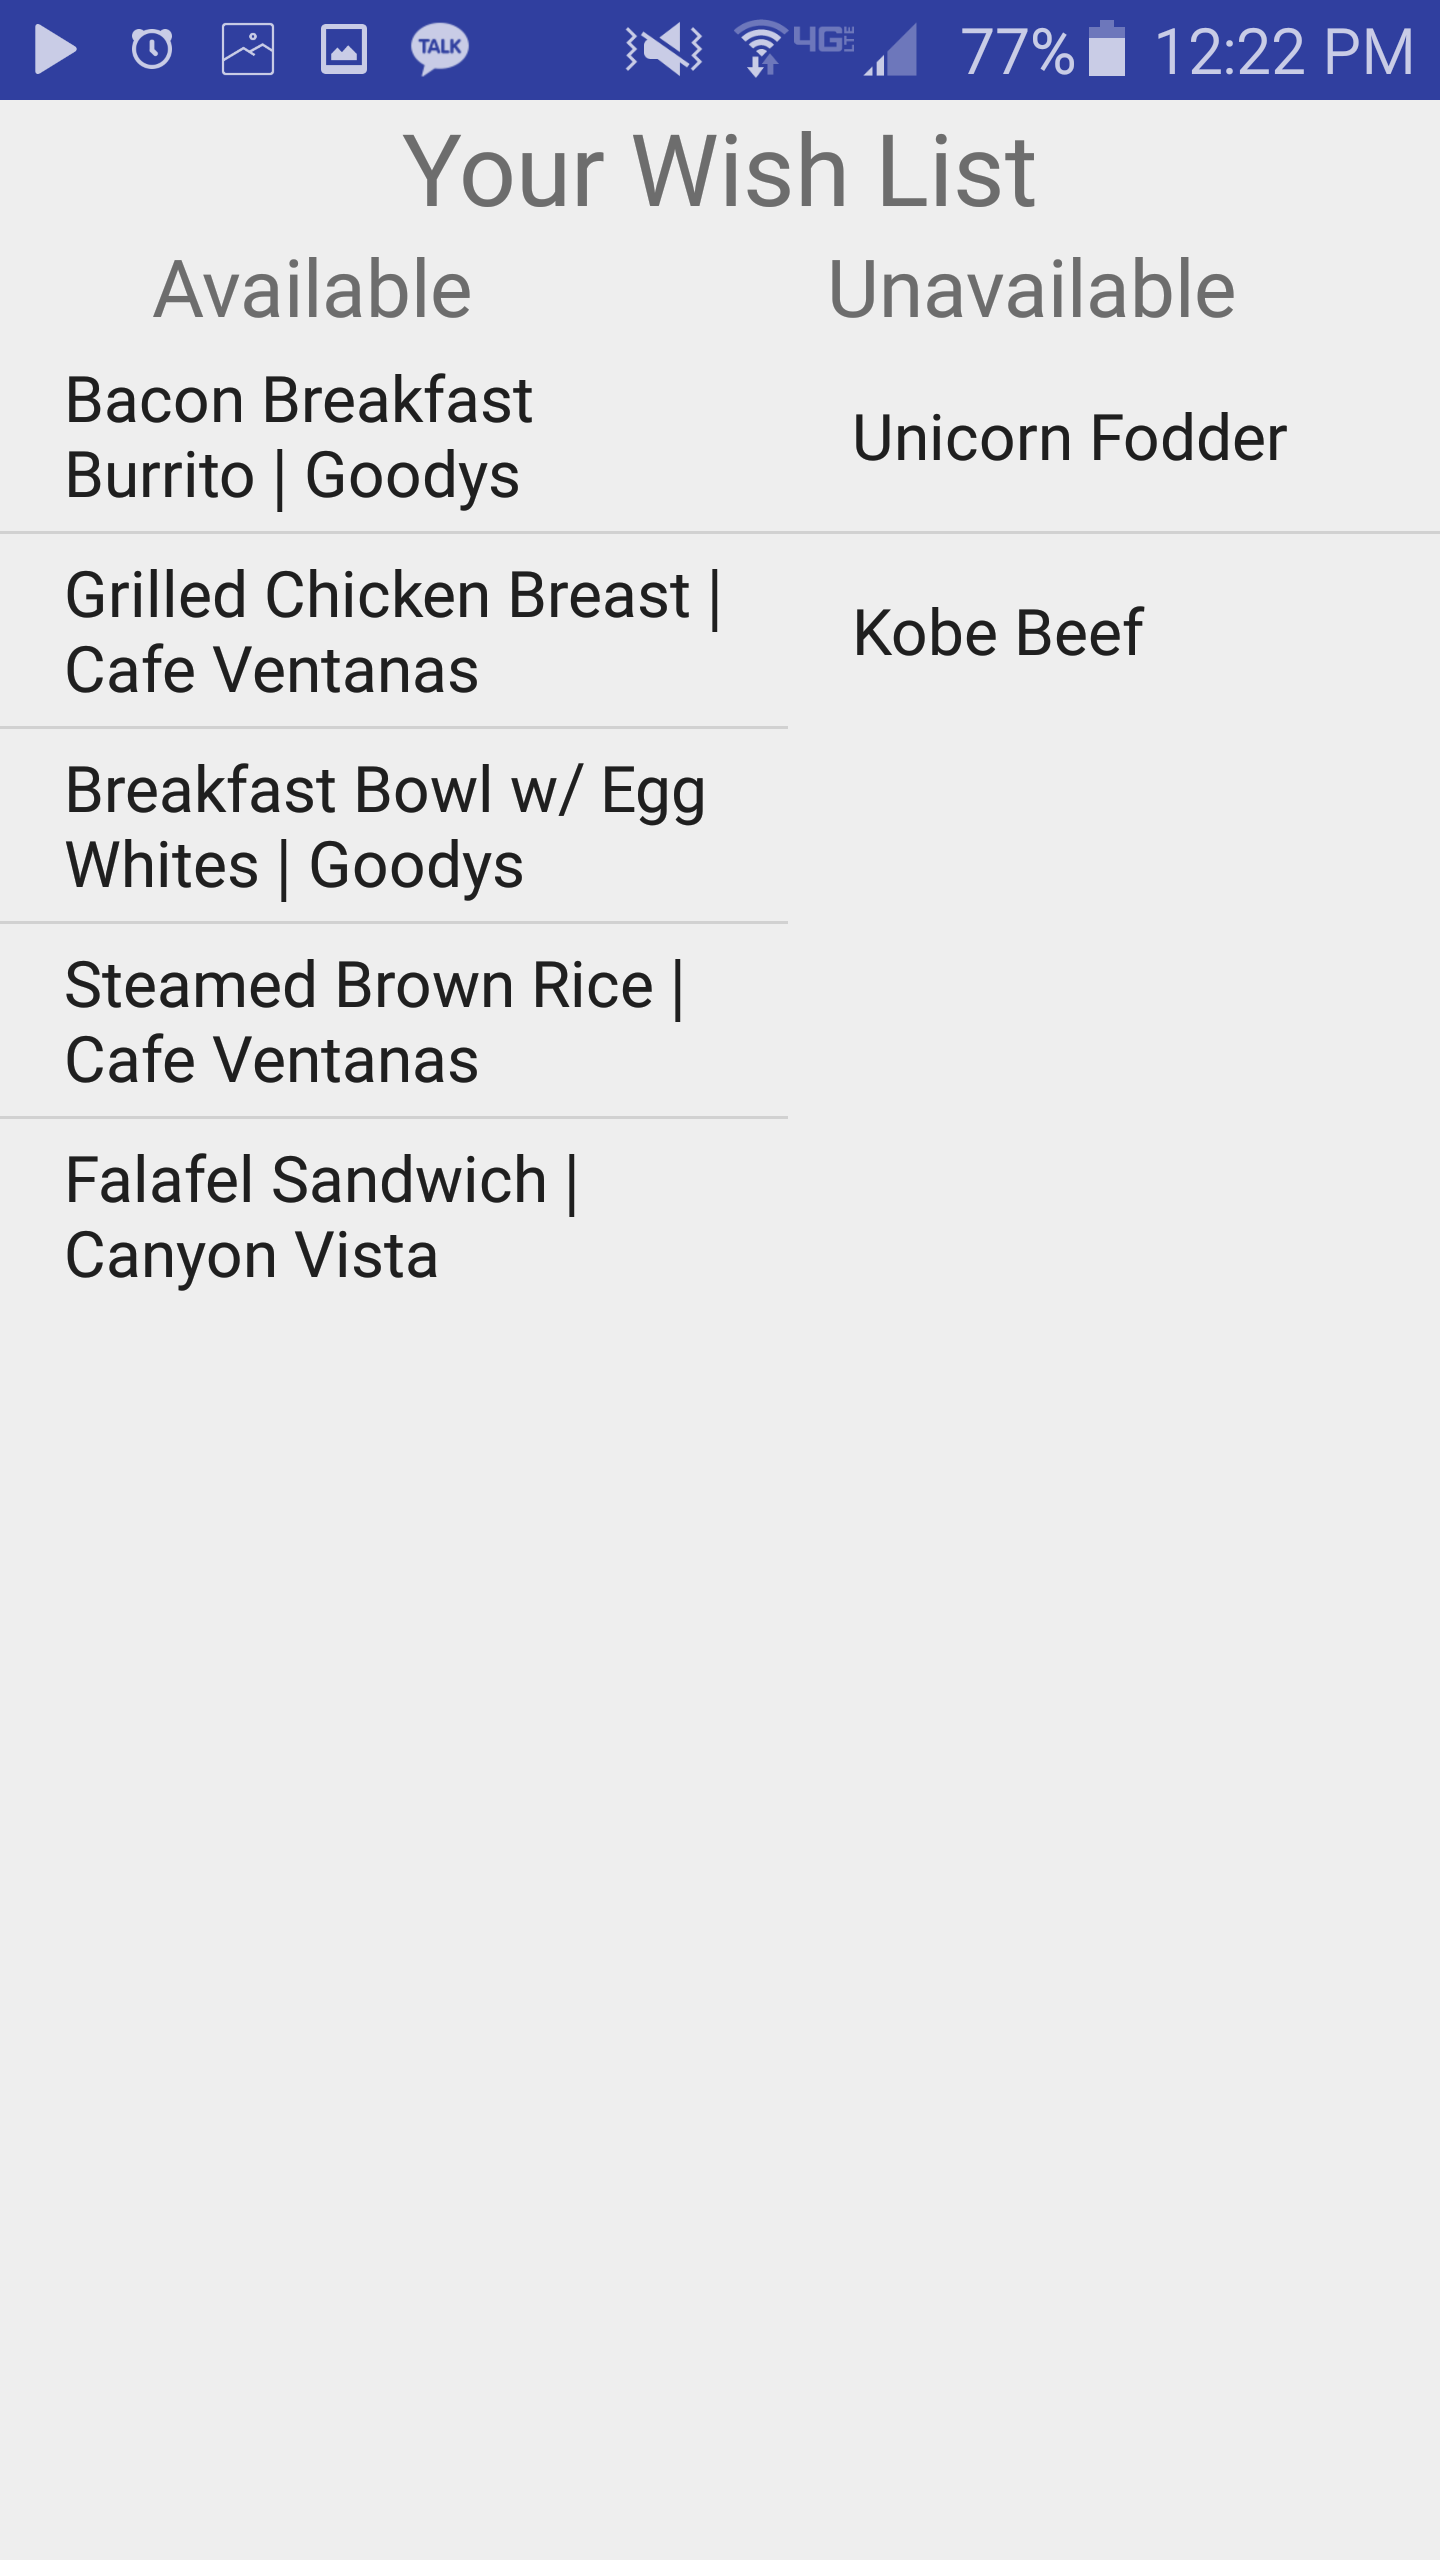 TALK 4G LTE 77% 12:22 PM
Your Wish List
Available Unavailable
Bacon Breakfast
Burrito | Goodys
Unicorn Fodder
Grilled Chicken Breast |
Cafe Ventanas
Kobe Beef
Breakfast Bowl w/ Egg
Whites | Goodys
Steamed Brown Rice |
Cafe Ventanas
Falafel Sandwich |
Canyon Vista